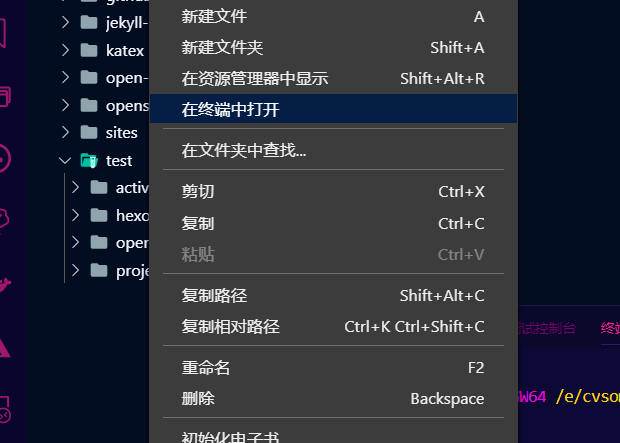 jekyll-
katex
open-
opens
sites
test
activ
hexo
open
proje
新建文件 A
新建文件夹 Shift+A
在资源管理器中显示 Shift+Alt+R
在终端中打开
在文件夹中查找...
剪切 Ctrl+X
复制 Ctrl+C
粘贴 Ctrl+V
复制路径 Shift+Alt+C
复制相对路径 Ctrl+K Ctrl+Shift+C
重命名 F2
删除 Backspace
初始化电子书
试控制台 终端
W64 /e/cvso